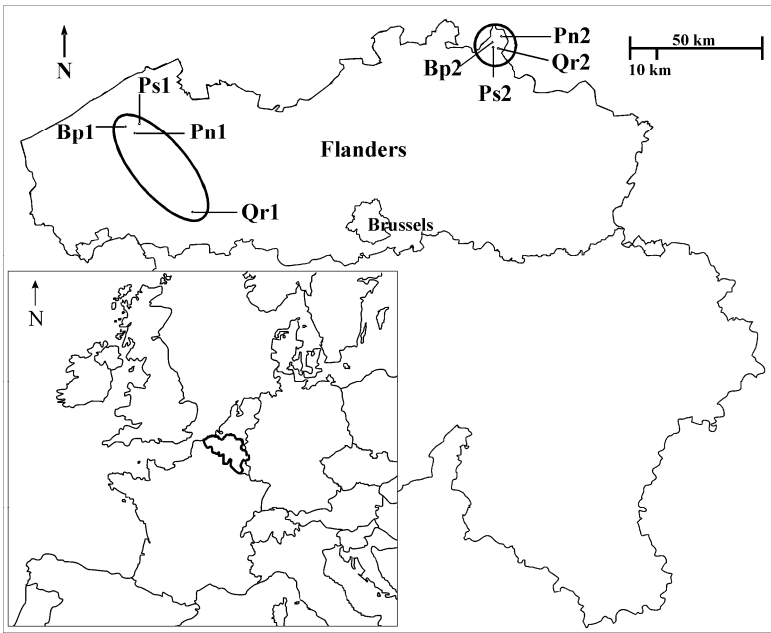 N
Ps1
Bp1
Pn1
Qr1
Flanders
Brussels
Pn2
Bp2
Qr2
Ps2
50 km
10 km
N